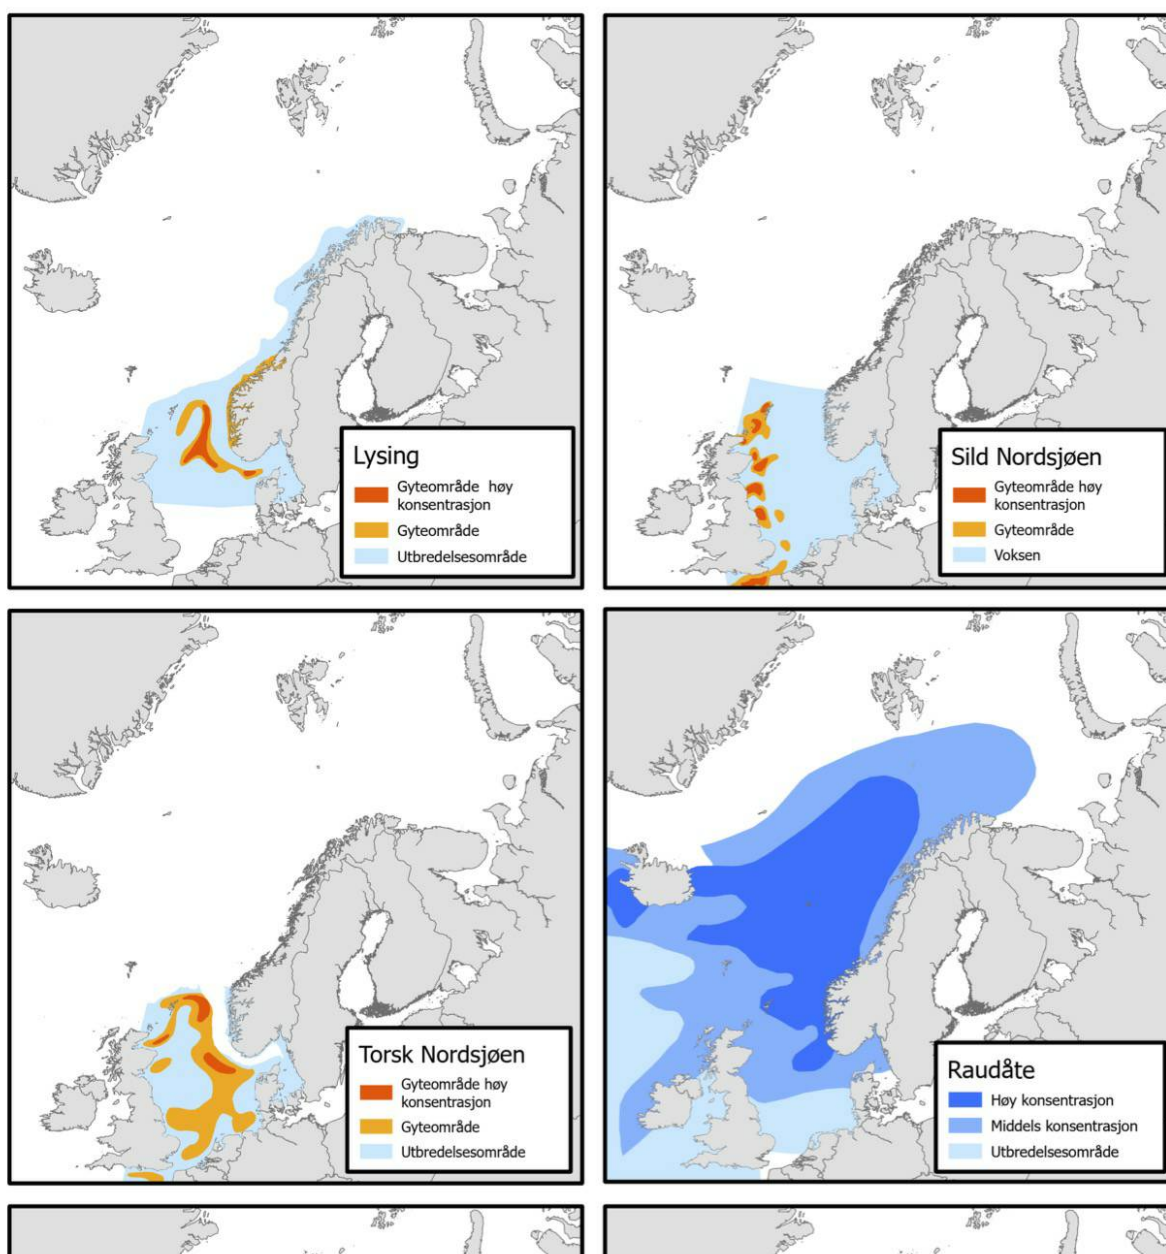 Lysing
Gyteområde høy
konsentrasjon
Gyteområde
Utbredelsesområde
Sild Nordsjøen
Gyteområde høy
konsentrasjon
Gyteområde
Voksen
Torsk Nordsjøen
Gyteområde høy
konsentrasjon
Gyteområde
Utbredelsesområde
Raudåte
Høy konsentrasjon
Middels konsentrasjon
Utbredelsesområde